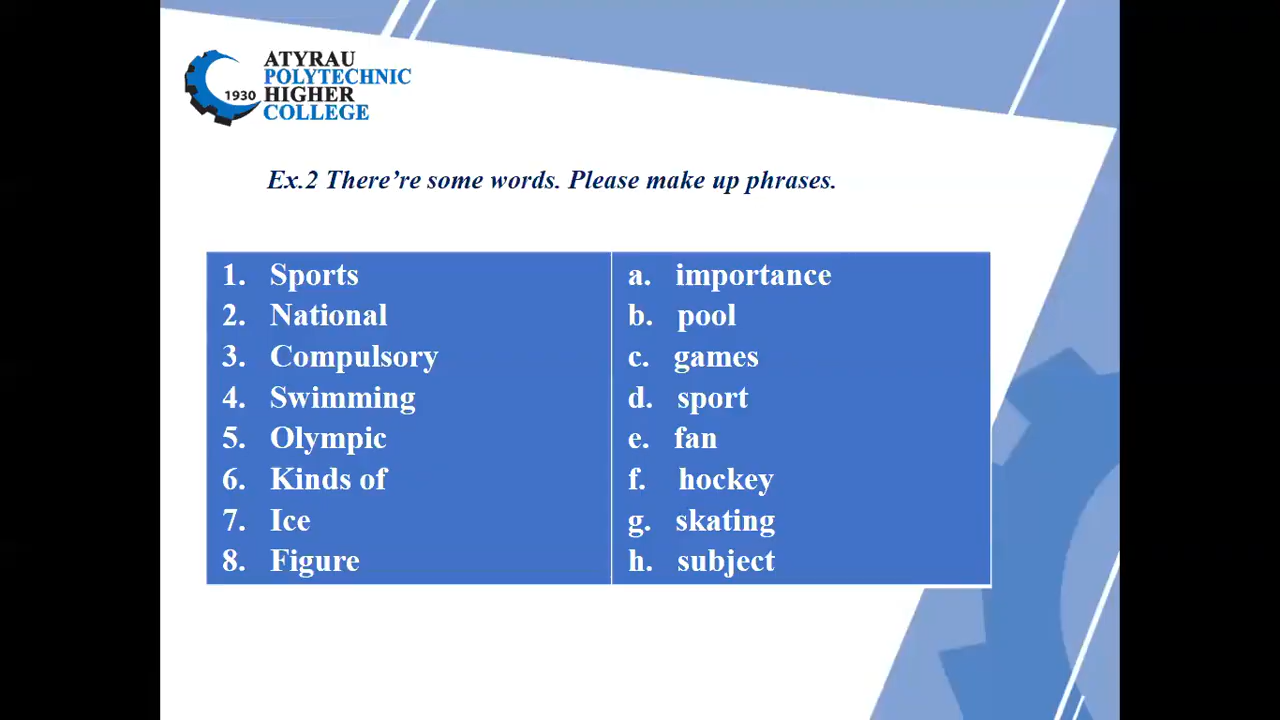 ATYRAU
POLYTECHNIC
1930 HIGHER
COLLEGE
Ex.2 There’re some words. Please make up phrases.
1. Sports
2. National
3. Compulsory
4. Swimming
5. Olympic
6. Kinds of
7. Ice
8. Figure
a. importance
b. pool
c. games
d. sport
e. fan
f. hockey
g. skating
h. subject